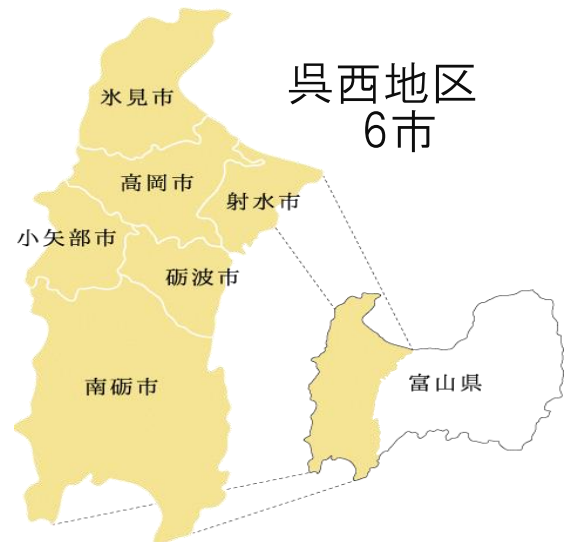 呉西地区
6市
氷見市
高岡市
射水市
小矢部市
砺波市
南砺市
富山県